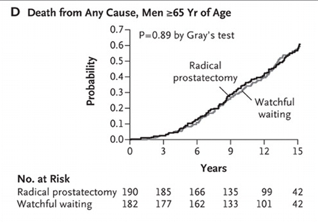 D Death from Any Cause, Men ≥65 Yr of Age
P=0.89 by Gray's test
Probability
0.7
0.6
0.5
0.4
0.3
0.2
0.1
0.0
Radical
prostatectomy
Watchful
waiting
0 3 6 9 12 15
Years
No. at Risk
Radical prostatectomy 190 185 166 135 99 42
Watchful waiting 182 177 162 133 101 42